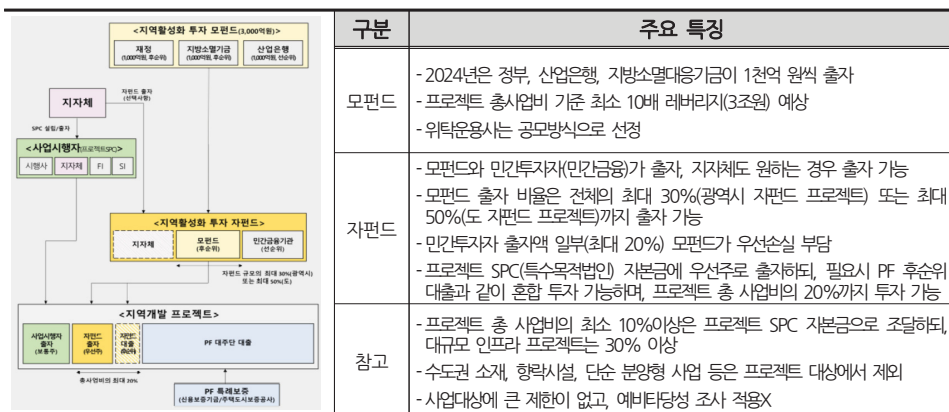 <지역활성화 투자 모펀드(3,000억원)>
재정
(1,000억원, 후순위)
지방소멸기금
(1,000억원, 후순위)
산업은행
(1,000억원, 선순위)
지자체
자펀드 출자
(선택사항)
SPC 설립/출자
<사업시행자(프로젝트SPC)>
시행사
지자체
FI
SI
<지역활성화 투자 자펀드>
지자체
모펀드
(후순위)
민간금융기관
(선순위)
자펀드 규모의 최대 30%(광역시)
또는 최대 50%(도)
<지역개발 프로젝트>
사업시행자
출자
(보통주)
자펀드
출자
(우선주)
자펀드
대출
(후순위)
PF 대주단 대출
총사업비의 최대 20%
PF 특례보증
(신용보증기금/주택도시보증공사)
구분 주요 특징
모펀드
- 2024년은 정부, 산업은행, 지방소멸대응기금이 1천억 원씩 출자
- 프로젝트 총사업비 기준 최소 10배 레버리지(3조원) 예상
- 위탁운용사는 공모방식으로 선정
자펀드
- 모펀드와 민간투자자(민간금융)가 출자, 지자체도 원하는 경우 출자 가능
- 모펀드 출자 비율은 전체의 최대 30%(광역시 자펀드 프로젝트) 또는 최대
50%(도 자펀드 프로젝트)까지 출자 가능
- 민간투자자 출자액 일부(최대 20%) 모펀드가 우선손실 부담
- 프로젝트 SPC(특수목적법인) 자본금에 우선주로 출자하되, 필요시 PF 후순위
대출과 같이 혼합 투자 가능하며, 프로젝트 총 사업비의 20%까지 투자 가능
참고
- 프로젝트 총 사업비의 최소 10%이상은 프로젝트 SPC 자본금으로 조달하되,
대규모 인프라 프로젝트는 30% 이상
- 수도권 소재, 향락시설, 단순 분양형 사업 등은 프로젝트 대상에서 제외
- 사업대상에 큰 제한이 없고, 예비타당성 조사 적용X